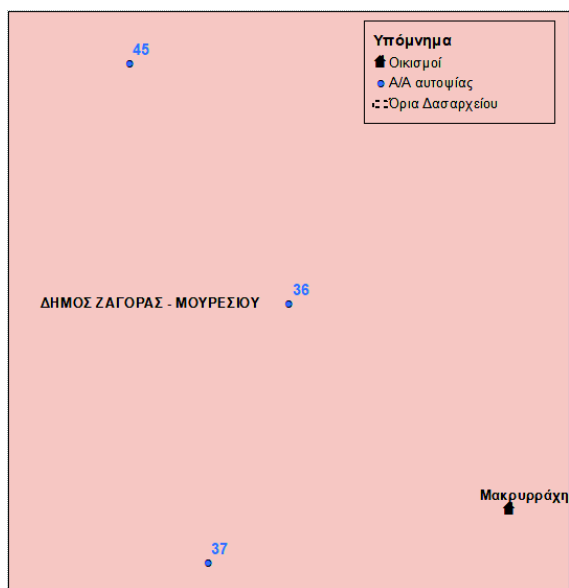 45
Υπόμνημα
Οικισμοί
Α/Α αυτοψίας
Όρια Δασαρχείου
36
ΔΗΜΟΣ ΖΑΓΟΡΑΣ - ΜΟΥΡΕΣΙΟΥ
Μακρυρράχη
37